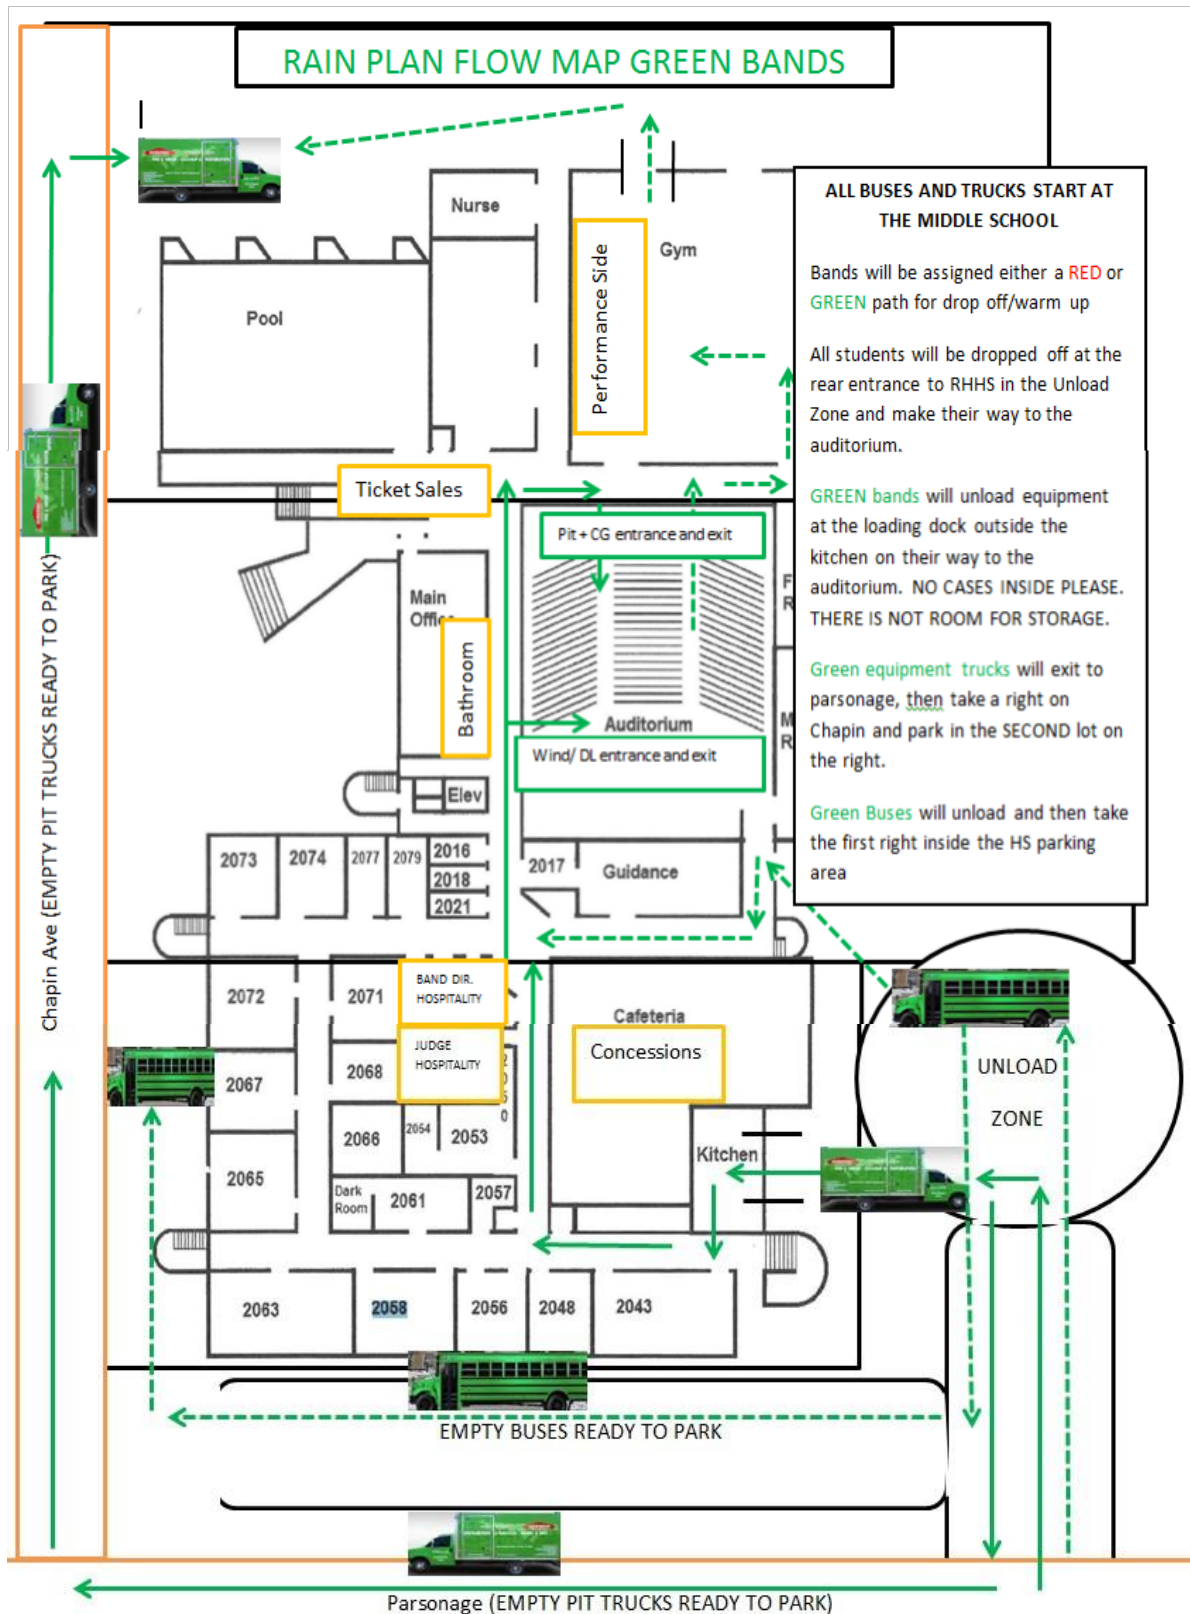 RAIN PLAN FLOW MAP GREEN BANDS
ALL BUSES AND TRUCKS START AT
THE MIDDLE SCHOOL
Bands will be assigned either a RED or
GREEN path for drop off/warm up
All students will be dropped off at the
rear entrance to RHHS in the Unload
Zone and make their way to the
auditorium.
GREEN bands will unload equipment
at the loading dock outside the
kitchen on their way to the
auditorium. NO CASES INSIDE PLEASE.
THERE IS NOT ROOM FOR STORAGE.
Green equipment trucks will exit to
parsonage, then take a right on
Chapin and park in the SECOND lot on
the right.
Green Buses will unload and then take
the first right inside the HS parking
area
Nurse
Gym
Performance Side
Pool
Ticket Sales
Pit + CG entrance and exit
F
R
Main
Office
Bathroom
Auditorium
M
R
Wind/ DL entrance and exit
Elev
2073
2074
2077
2079
2016
2018
2021
2017
Guidance
2072
2071
BAND DIR.
HOSPITALITY
Cafeteria
JUDGE
HOSPITALITY
Concessions
2067
2068
2066
2054
2053
2065
Dark
Room
2061
2057
Kitchen
UNLOAD
ZONE
2063
2058
2056
2048
2043
EMPTY BUSES READY TO PARK
Chapin Ave (EMPTY PIT TRUCKS READY TO PARK)
Parsonage (EMPTY PIT TRUCKS READY TO PARK)